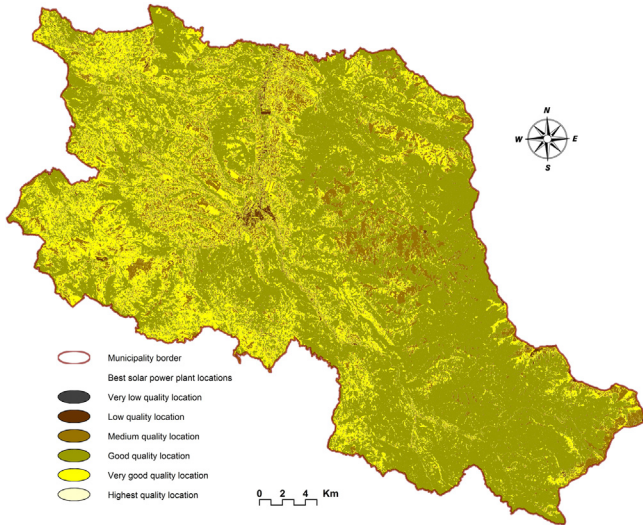 N
W E
S
Municipality border
Best solar power plant locations
Very low quality location
Low quality location
Medium quality location
Good quality location
Very good quality location
Highest quality location
0 2 4 Km